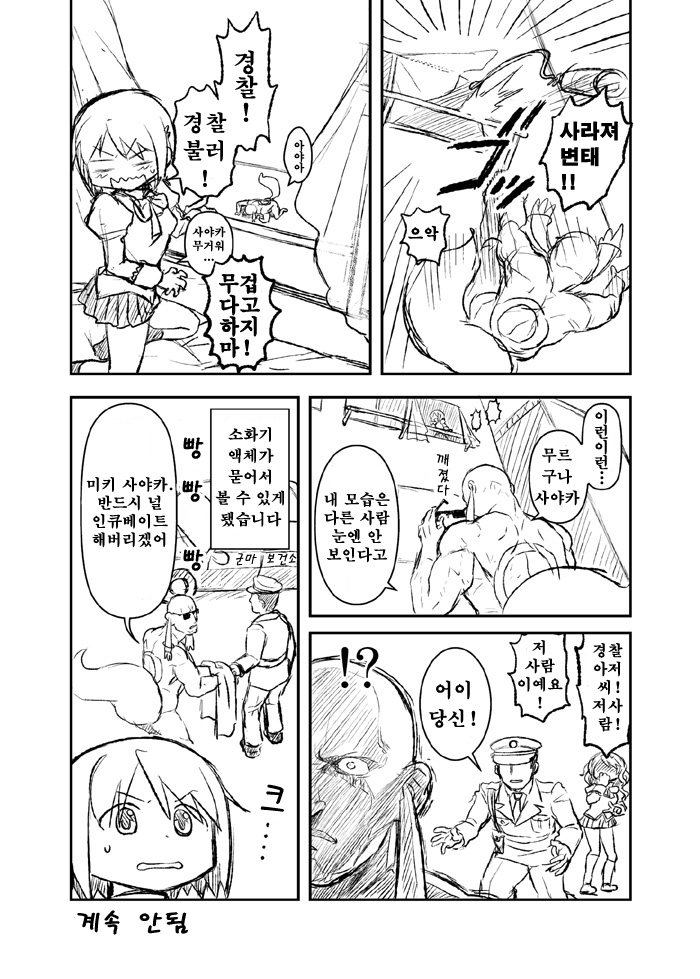 사라져
변태
!!
으악
경찰!
경찰
불러
!
아야아
사야카
무거워
...
겁고지!
무다하마
이런이런...
무르
구나
사야카
깨졌다
내 모습은
다른 사람
눈엔 안
보인다고
경찰
아저씨!
저 사람!
저
사람
이예요
!
어이
당신!
!?
소화기
액체가
묻어서
볼 수 있게
됐습니다
빵
빵
빵
군마 보건소
미키 사야카.
반드시 널
인큐베이트
해버리겠어
크...
계속 안됨